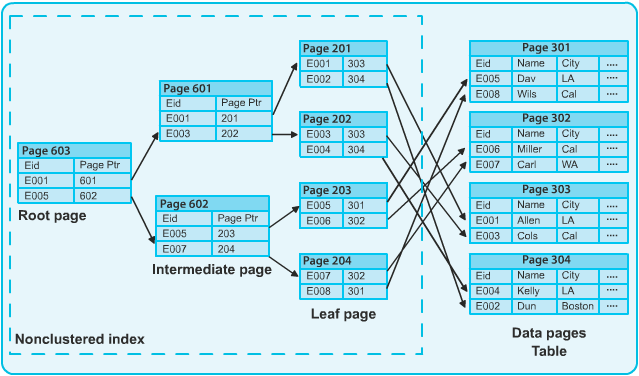 Page 201
E001 303
E002 304
Page 301
Eid Name City ....
E005 Dav LA
E008 Wils Cal
Page 601
Eid Page Ptr
E001 201
E003 202
Page 202
E003 303
E004 304
Page 302
Eid Name City ....
E006 Miller Cal ....
E007 Carl WA ....
Page 603
Eid Page Ptr
E001 601
E005 602
Root page
Page 602
Eid Page Ptr
E005 203
E007 204
Intermediate page
Page 203
E005 301
E006 302
Page 303
Eid Name City ....
E001 Allen LA ....
E003 Cols Cal ....
Page 204
E007 302
E008 301
Leaf page
Page 304
Eid Name City ....
E004 Kelly LA ....
E002 Dun Boston ....
Nonclustered index
Data pages
Table